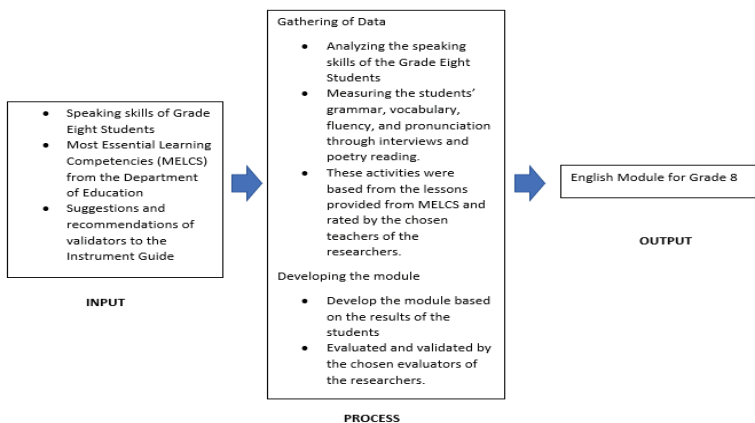 Speaking skills of Grade
Eight Students
Most Essential Learning
Competencies (MELCS)
from the Department
of Education
Suggestions and
recommendations of
validators to the
Instrument Guide
INPUT
Gathering of Data
Analyzing the speaking
skills of the Grade Eight
Students
Measuring the students'
grammar, vocabulary,
fluency, and pronunciation
through interviews and
poetry reading.
These activities were
based from the lessons
provided from MELCS and
rated by the chosen
teachers of the
researchers.
Developing the module
Develop the module based
on the results of the
students
Evaluated and validated by
the chosen evaluators of
the researchers.
PROCESS
English Module for Grade 8
OUTPUT